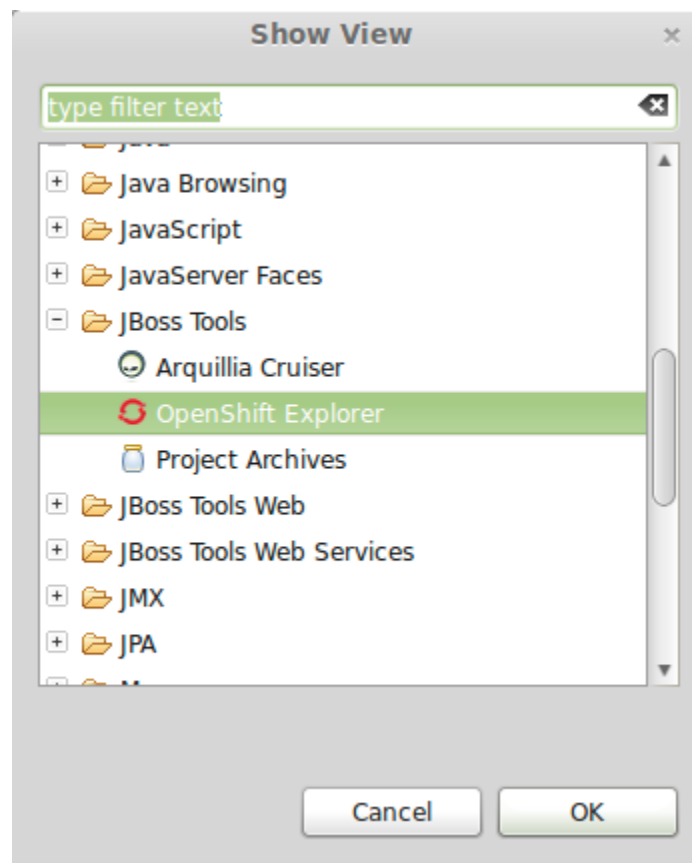 Show View
type filter text
Java
Java Browsing
JavaScript
JavaServer Faces
JBoss Tools
Arquillia Cruiser
OpenShift Explorer
Project Archives
JBoss Tools Web
JBoss Tools Web Services
JMX
JPA
Cancel OK